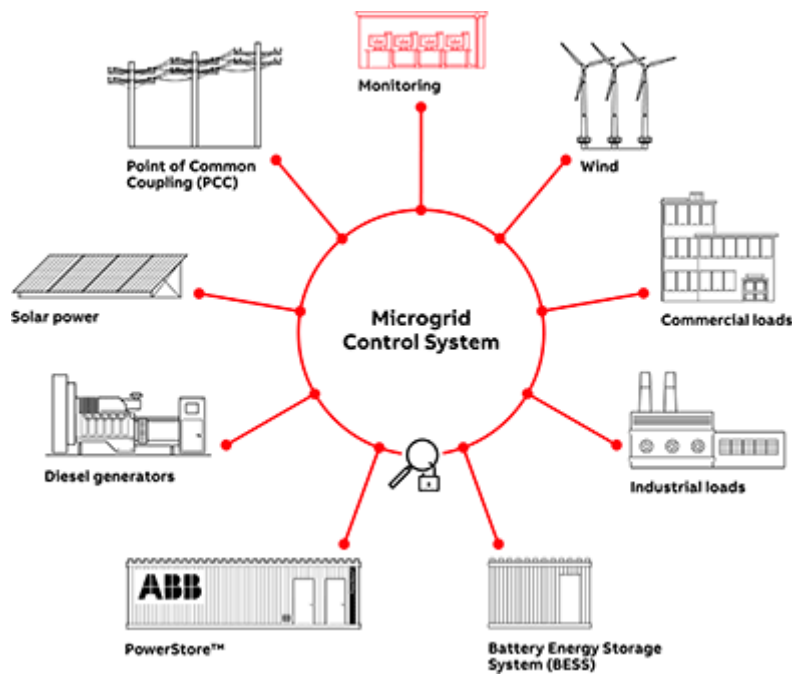 Monitoring
Point of Common
Coupling (PCC)
Wind
Solar power
Microgrid
Control System
Commercial loads
Diesel generators
Industrial loads
ABB
PowerStore™
Battery Energy Storage
System (BESS)